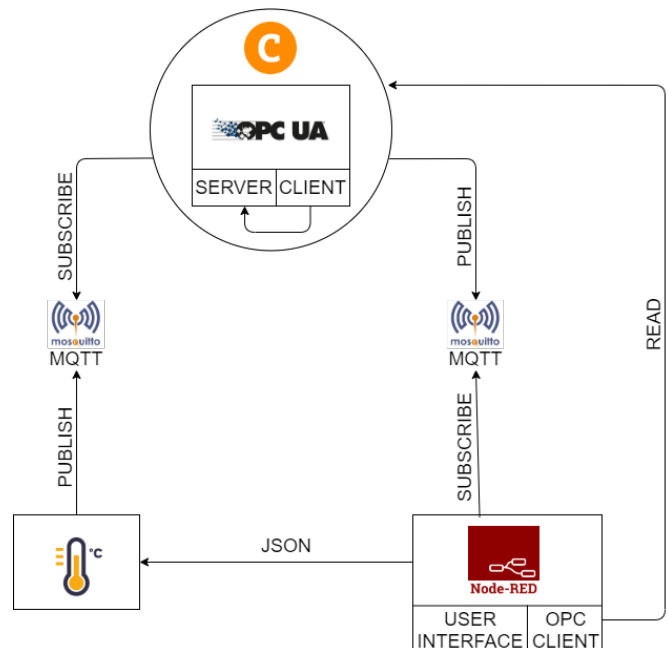 C
OPC UA
SERVER
CLIENT
SUBSCRIBE
PUBLISH
mosquitto
MQTT
mosquitto
MQTT
READ
PUBLISH
SUBSCRIBE
°C
JSON
Node-RED
USER
INTERFACE
OPC
CLIENT